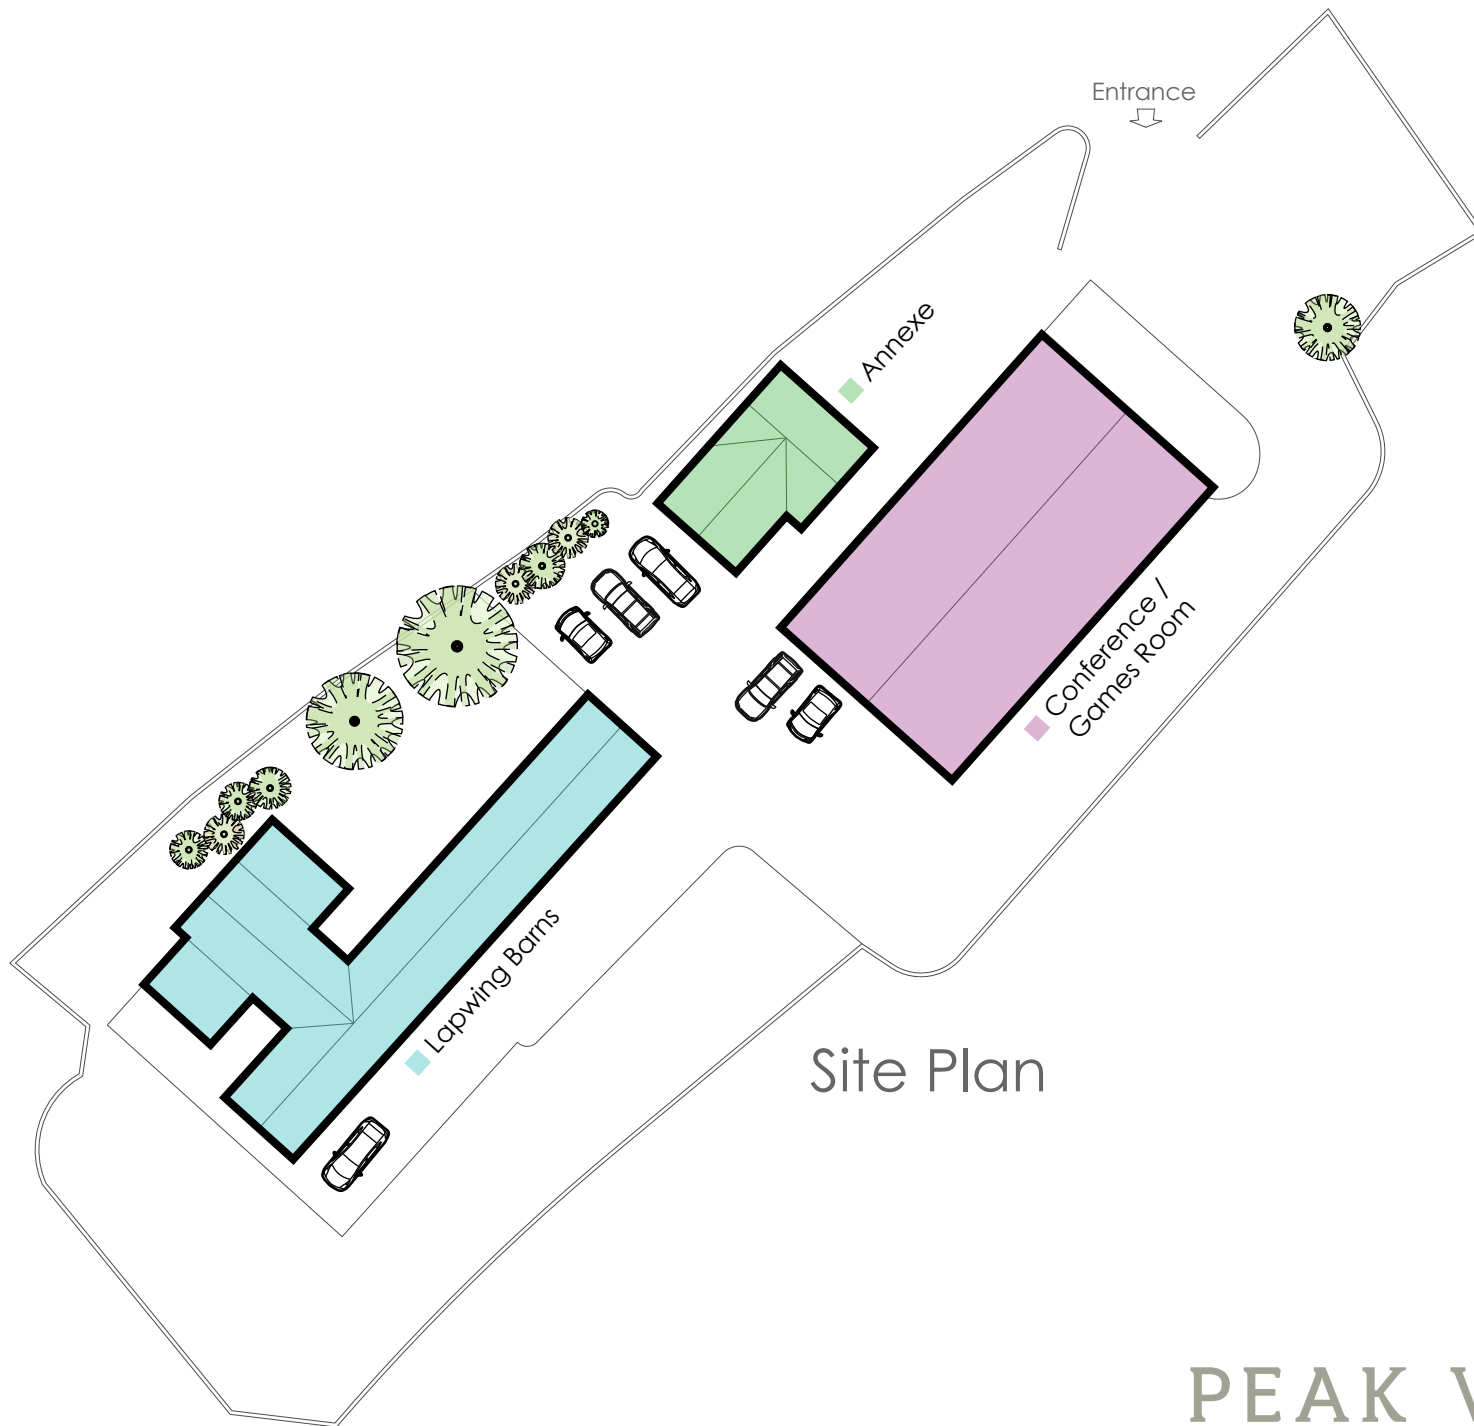 Entrance
Annexe
Conference /
Games Room
Lapwing Barns
Site Plan
PEAK